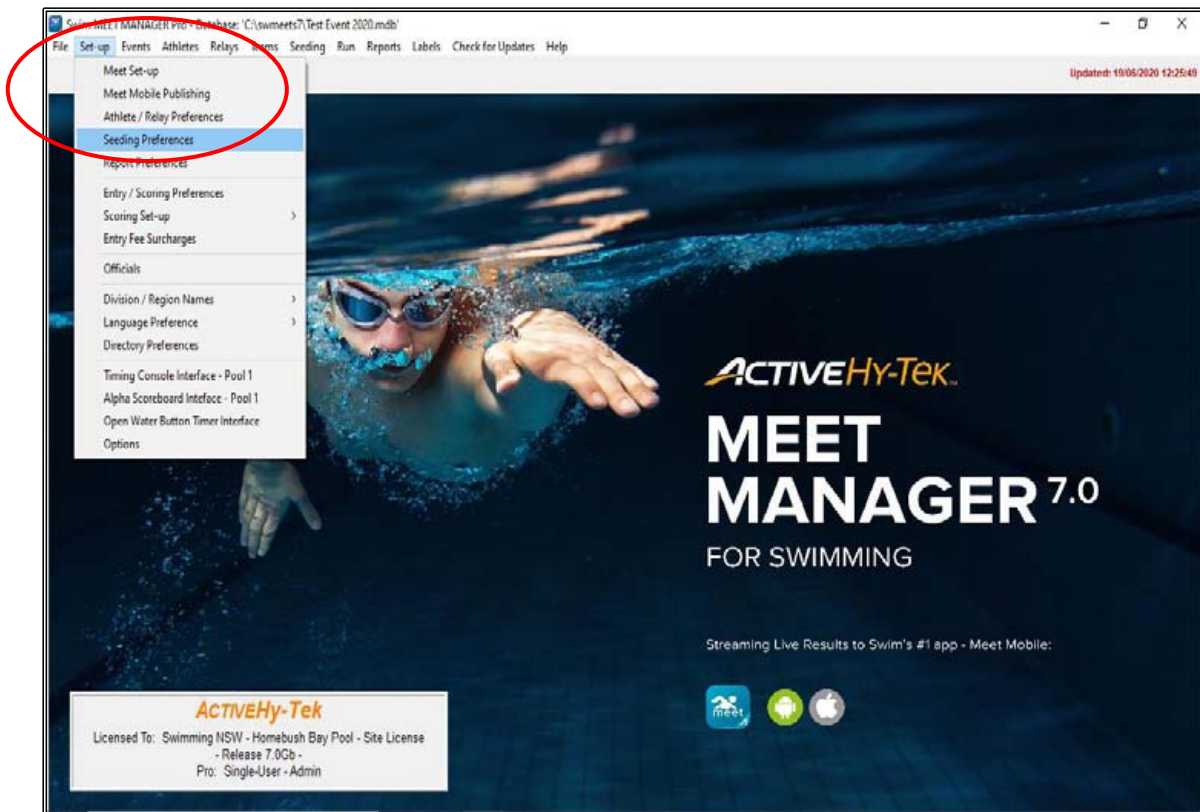 Swim MEET MANAGER Pro - Database: 'C:\swmeets7\Test Event 2020.mdb'
File Set-up Events Athletes Relays Teams Seeding Run Reports Labels Check for Updates Help
Updated: 19/06/2020 12:25:49
Meet Set-up
Meet Mobile Publishing
Athlete / Relay Preferences
Seeding Preferences
Report Preferences
Entry / Scoring Preferences
Scoring Set-up
Entry Fee Surcharges
Officials
Division / Region Names
Language Preference
Directory Preferences
Timing Console Interface - Pool 1
Alpha Scoreboard Inteface - Pool 1
Open Water Button Timer Interface
Options
ACTIVEHY-TEK
MEET
MANAGER 7.0
FOR SWIMMING
Streaming Live Results to Swim's #1 app - Meet Mobile:
meet
ACTIVEHy-Tek
Licensed To: Swimming NSW - Homebush Bay Pool - Site License
- Release 7.0Gb -
Pro: Single-User - Admin